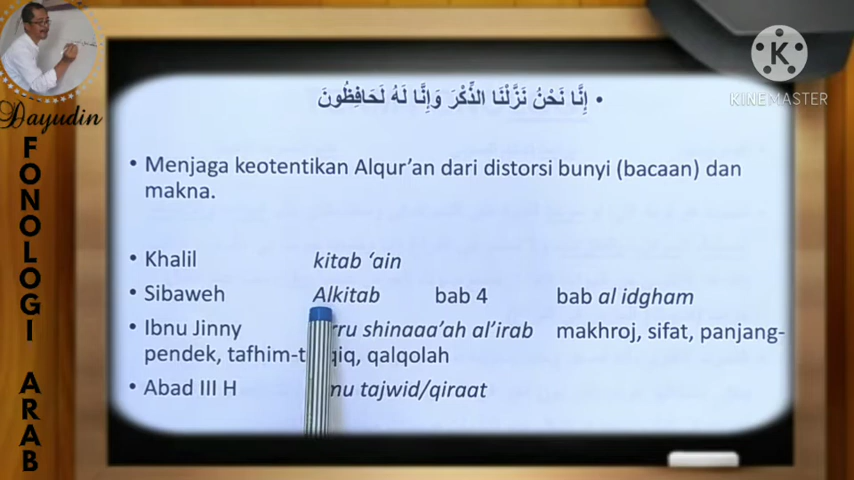 • إِنَّا نَحْنُ نَزَّلْنَا الذِّكْرَ وَإِنَّا لَهُ لَحَافِظُونَ
• Menjaga keotentikan Alqur’an dari distorsi bunyi (bacaan) dan
makna.
• Khalil kitab ‘ain
• Sibaweh Alkitab bab 4 bab al idgham
• Ibnu Jinny shinaaa’ah al’irab makhroj, sifat, panjang-
pendek, qalqolah
• Abad III H tajwid/qiraat
Dayudin
FONOLOGI ARAB
K
KINEMASTER